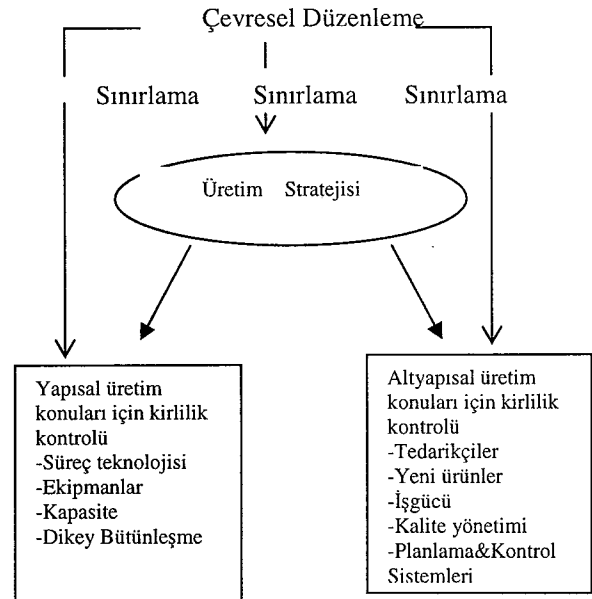 Çevresel Düzenleme
Sınırlama Sınırlama Sınırlama
Üretim Stratejisi
Yapısal üretim
konuları için kirlilik
kontrolü
-Süreç teknolojisi
-Ekipmanlar
-Kapasite
-Dikey Bütünleşme
Altyapısal üretim
konuları için kirlilik
kontrolü
-Tedarikçiler
-Yeni ürünler
-İşgücü
-Kalite yönetimi
-Planlama&Kontrol
Sistemleri